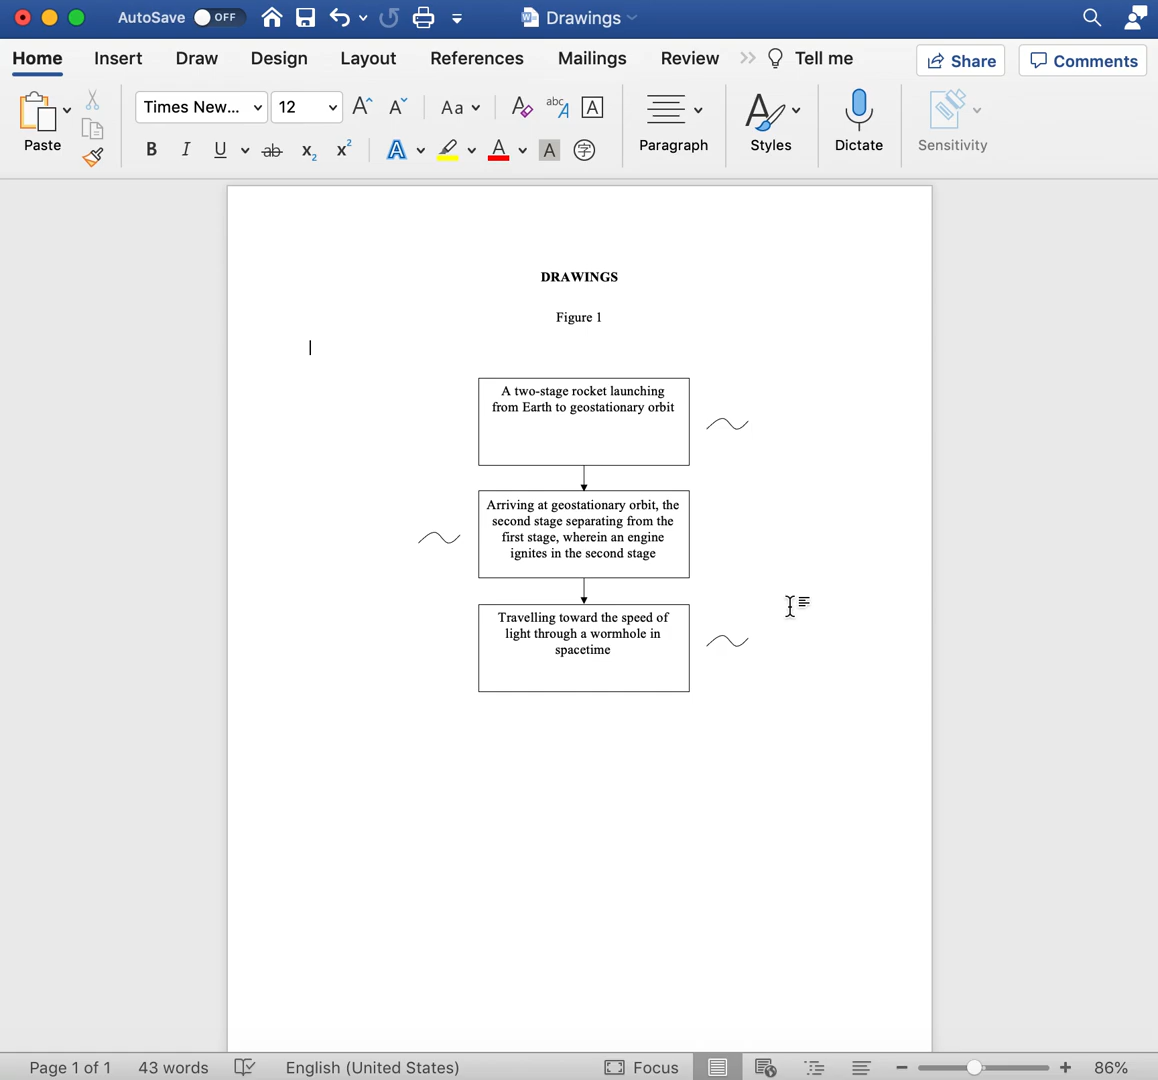 AutoSave OFF
Drawings
Home Insert Draw Design Layout References Mailings Review Tell me Share Comments
Paste
Times New... 12
Aa
abc A A
B I U ab x2 x2 A A A 字
Paragraph
Styles
Dictate
Sensitivity
DRAWINGS
Figure 1
A two-stage rocket launching
from Earth to geostationary orbit
Arriving at geostationary orbit, the
second stage separating from the
first stage, wherein an engine
ignites in the second stage
Travelling toward the speed of
light through a wormhole in
spacetime
Page 1 of 1 43 words English (United States) Focus 86%